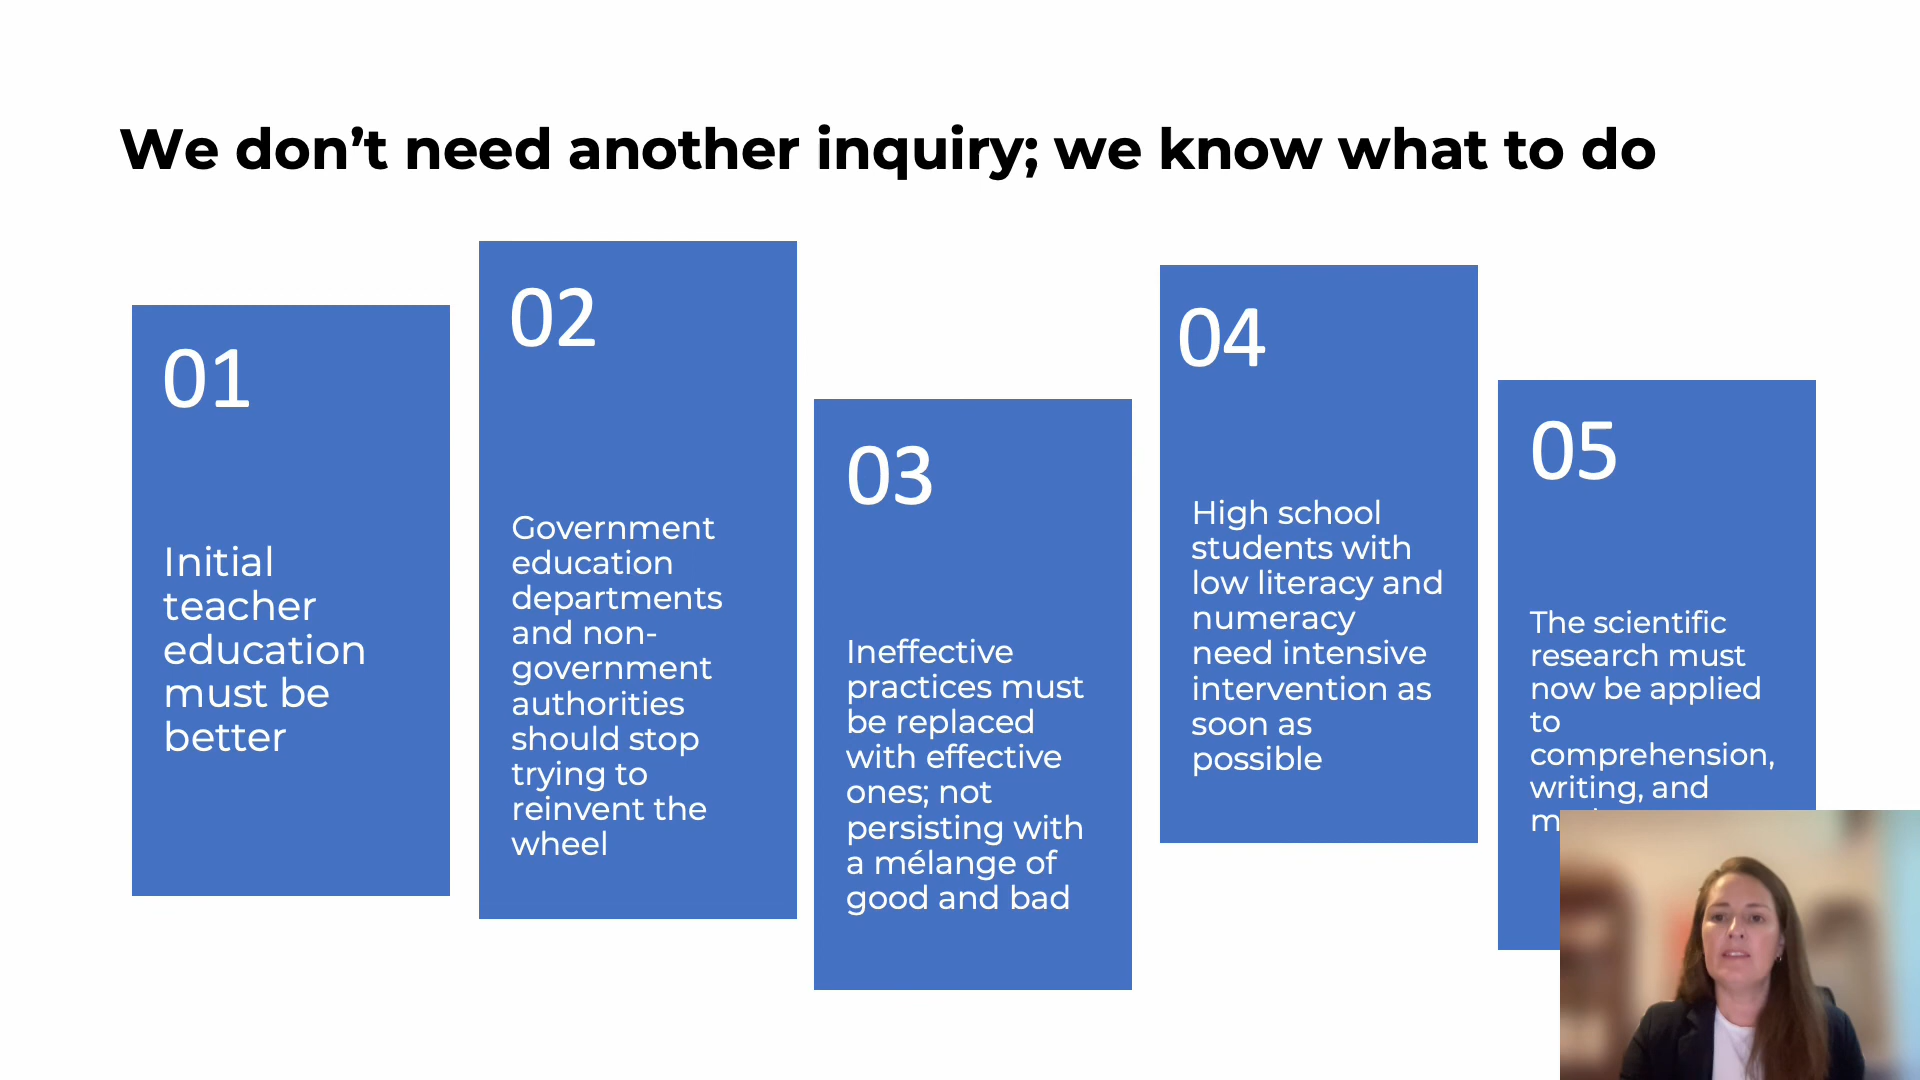 We don’t need another inquiry; we know what to do
01
Initial
teacher
education
must be
better
02
Government
education
departments
and non-
government
authorities
should stop
trying to
reinvent the
wheel
03
Ineffective
practices must
be replaced
with effective
ones; not
persisting with
a mélange of
good and bad
04
High school
students with
low literacy and
numeracy
need intensive
intervention as
soon as
possible
05
The scientific
research must
now be applied
to
comprehension,
writing, and